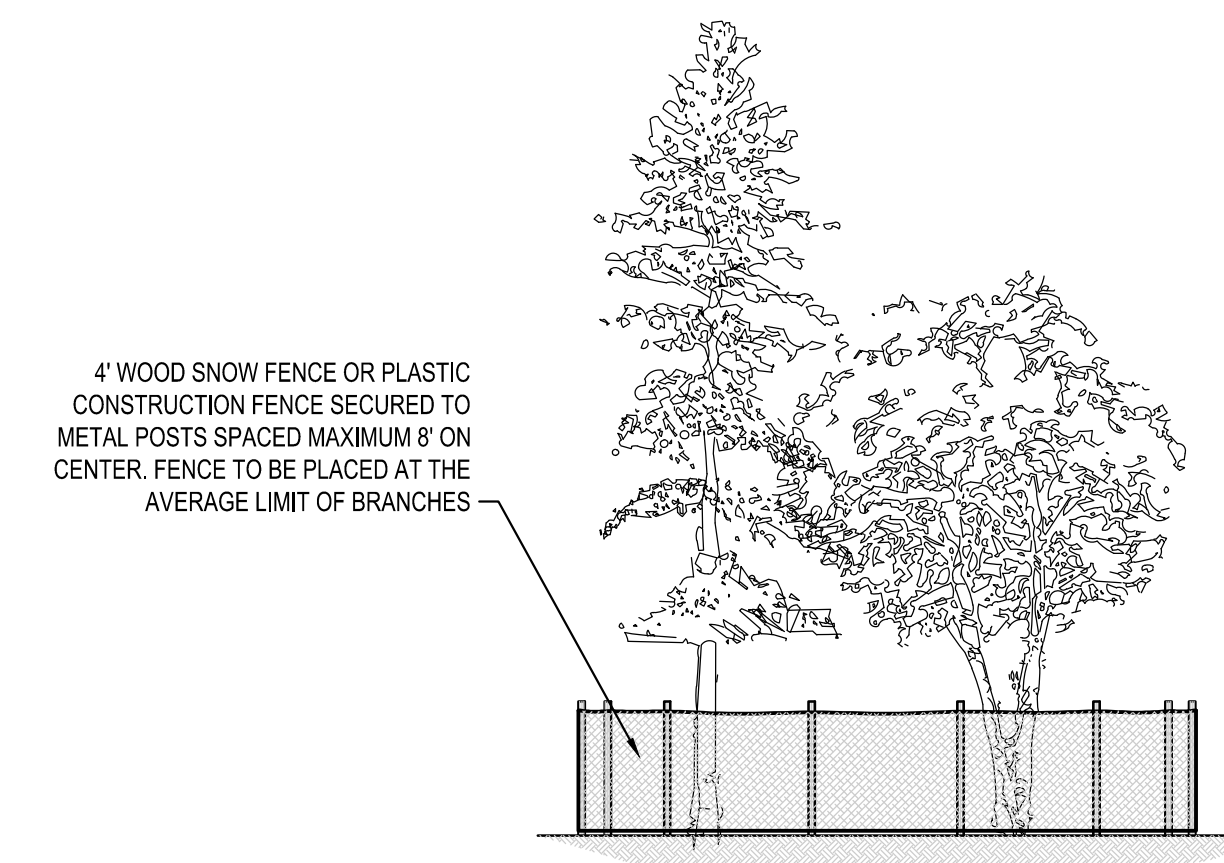 4' WOOD SNOW FENCE OR PLASTIC
CONSTRUCTION FENCE SECURED TO
METAL POSTS SPACED MAXIMUM 8' ON
CENTER. FENCE TO BE PLACED AT THE
AVERAGE LIMIT OF BRANCHES